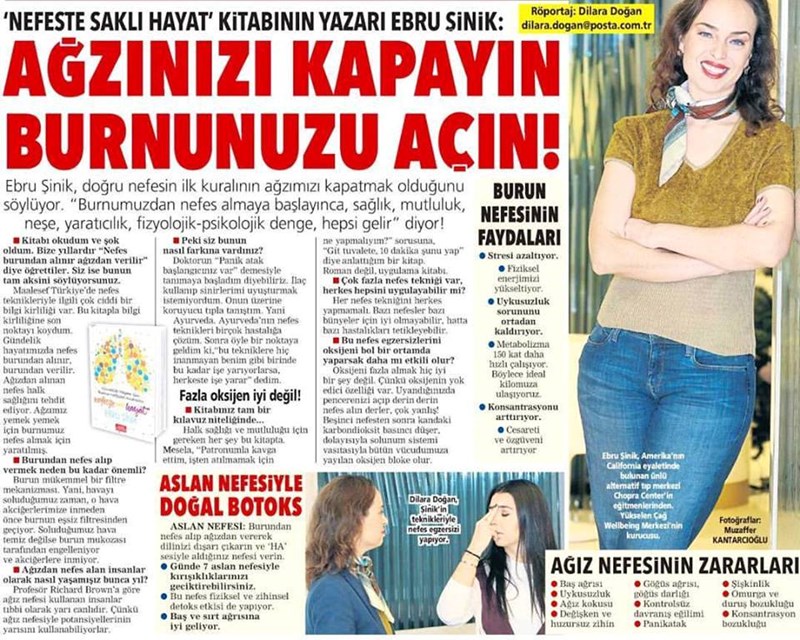 'NEFESTE SAKLI HAYAT' KİTABININ YAZARI EBRU ŞİNİK:
Röportaj: Dilara Doğan
dilara.dogan@posta.com.tr
AĞZINIZI KAPAYIN
BURNUNUZU AÇIN!
Ebru Şinik, doğru nefesin ilk kuralının ağzımızı kapatmak olduğunu
söylüyor. "Burnumuzdan nefes almaya başlayınca, sağlık, mutluluk,
neşe, yaratıcılık, fizyolojik-psikolojik denge, hepsi gelir" diyor!
Kitabı okudum ve şok
oldum. Bize yıllardır "Nefes
burundan alınır ağızdan verilir"
diye öğrettiler. Siz ise bunun
tam aksini söylüyorsunuz.
Maalesef Türkiye'de nefes
teknikleriyle ilgili çok ciddi bir
bilgi kirliliği var. Bu kitapla bilgi
kirliliğine son
noktayı koydum.
Gündelik
hayatımızda nefes
burundan alınır,
burundan verilir.
Ağızdan alınan
nefes halk
sağlığını tehdit
ediyor. Ağzımız
yemek yemek
için burnumuz
nefes almak için
yaratılmış.
Burundan nefes alıp
vermek neden bu kadar önemli?
Burun mükemmel bir filtre
mekanizması. Yani, havayı
soluduğumuz zaman, o hava
akciğerlerimize inmeden
önce burnun eşsiz filtresinden
geçiyor. Soluduğumuz hava
temiz değilse burun mukozası
tarafından engelleniyor
ve akciğerlere inmiyor.
Ağızdan nefes alan insanlar
olarak nasıl yaşamışız bunca yıl?
Profesör Richard Brown'a göre
ağız nefesi kullanan insanlar
tıbbi olarak yarı canlıdır. Çünkü
ağız nefesiyle potansiyellerinin
yarısını kullanabiliyorlar.
Peki siz bunun
nasıl farkına vardınız?
Doktorun "Panik atak
başlangıcınız var" demesiyle
tanımaya başladım diyebiliriz. İlaç
kullanıp sinirlerimi uyuşturmak
istemiyordum. Onun üzerine
koruyucu tıpla tanıştım. Yani
Ayurveda. Ayurveda'nın nefes
teknikleri birçok hastalığa
çözüm. Sonra öyle bir noktaya
geldim ki, "bu tekniklere hiç
inanmayan benim gibi birinde
bu kadar işe yarıyorlarsa,
herkeste işe yarar" dedim.
Fazla oksijen iyi değil!
Kitabınız tam bir
kılavuz niteliğinde...
Halk sağlığı ve mutluluğu için
gereken her şey bu kitapta.
Mesela, "Patronumla kavga
ettim, işten atılmamak için
ne yapmalıyım?" sorusuna,
"Git tuvalete, 10 dakika şunu yap"
diye anlattığım bir kitap.
Roman değil, uygulama kitabı.
Çok fazla nefes tekniği var,
herkes hepsini uygulayabilir mi?
Her nefes tekniğini herkes
yapmamalı. Bazı nefesler bazı
bünyeler için iyi olmayabilir, hatta
bazı hastalıkları tetikleyebilir.
Bu nefes egzersizlerini
oksijeni bol bir ortamda
yaparsak daha mı etkili olur?
Oksijeni fazla almak hiç iyi
bir şey değil. Çünkü oksijenin yok
edici özelliği var. Uyandığınızda
pencerenizi açıp derin derin
nefes alın derler, çok yanlış!
Beşinci nefesten sonra kandaki
karbondioksit basıncı düşer,
dolayısıyla solunum sistemi
vasıtasıyla bütün vücudumuza
yayılan oksijen bloke olur.
BURUN
NEFESİNİN
FAYDALARI
Stresi azaltıyor.
Fiziksel
enerjimizi
yükseltiyor.
Uykusuzluk
sorununu
ortadan
kaldırıyor.
Metabolizma
150 kat daha
hızlı çalışıyor.
Böylece ideal
kilomuza
ulaşıyoruz.
Konsantrasyonu
arttırıyor.
Cesareti
ve özgüveni
artırıyor
ASLAN NEFESİYLE
DOĞAL BOTOKS
ASLAN NEFESİ: Burundan
nefes alıp ağızdan vererek
dilinizi dışarı çıkarın ve 'HA'
sesiyle aldığınız nefesi verin.
Günde 7 aslan nefesiyle
kırışıklıklarınızı
geciktirebilirsiniz.
Bu nefes fiziksel ve zihinsel
detoks etkisi de yapıyor.
Baş ve sırt ağrısına
iyi geliyor.
Dilara Doğan,
Şinik'in
teknikleriyle
nefes egzersizi
yapıyor.
Ebru Şinik, Amerika'nın
California eyaletinde
bulunan ünlü
alternatif tıp merkezi
Chopra Center'in
eğitmenlerinden.
Yükselen Çağ
Wellbeing Merkezi'nin
kurucusu.
Fotoğraflar:
Muzaffer
KANTARCIOĞLU
AĞIZ NEFESİNİN ZARARLARI
Baş ağrısı
Uykusuzluk
Ağız kokusu
Değişken ve
huzursuz zihin
Göğüs ağrısı,
göğüs darlığı
Kontrolsüz
davranış eğilimi
Panikatak
Şişkinlik
Omurga ve
duruş bozukluğu
Konsantrasyon
bozukluğu